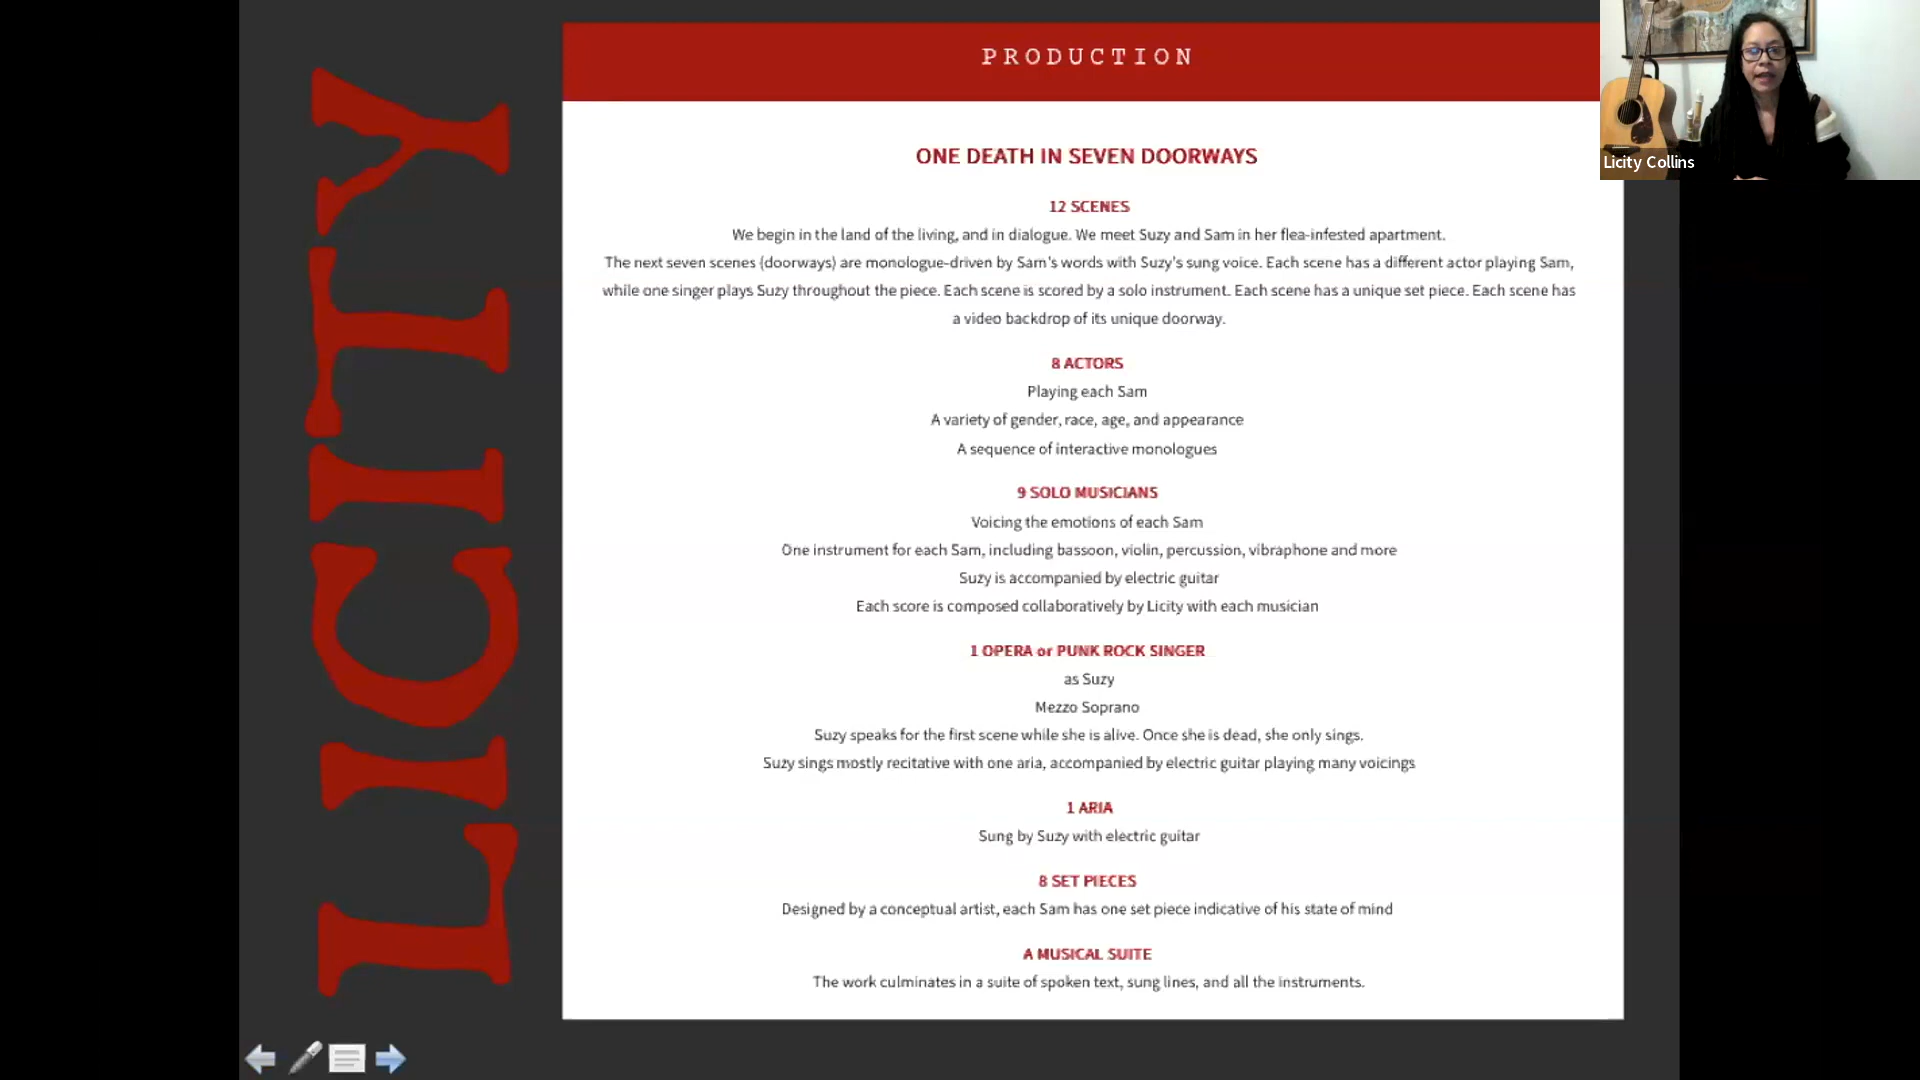 LICITY
PRODUCTION
Licity Collins
ONE DEATH IN SEVEN DOORWAYS
12 SCENES
We begin in the land of the living, and in dialogue. We meet Suzy and Sam in her flea-infested apartment.
The next seven scenes (doorways) are monologue-driven by Sam's words with Suzy's sung voice. Each scene has a different actor playing Sam,
while one singer plays Suzy throughout the piece. Each scene is scored by a solo instrument. Each scene has a unique set piece. Each scene has
a video backdrop of its unique doorway.
8 ACTORS
Playing each Sam
A variety of gender, race, age, and appearance
A sequence of interactive monologues
9 SOLO MUSICIANS
Voicing the emotions of each Sam
One instrument for each Sam, including bassoon, violin, percussion, vibraphone and more
Suzy is accompanied by electric guitar
Each score is composed collaboratively by Licity with each musician
1 OPERA or PUNK ROCK SINGER
as Suzy
Mezzo Soprano
Suzy speaks for the first scene while she is alive. Once she is dead, she only sings.
Suzy sings mostly recitative with one aria, accompanied by electric guitar playing many voicings
1 ARIA
Sung by Suzy with electric guitar
8 SET PIECES
Designed by a conceptual artist, each Sam has one set piece indicative of his state of mind
A MUSICAL SUITE
The work culminates in a suite of spoken text, sung lines, and all the instruments.